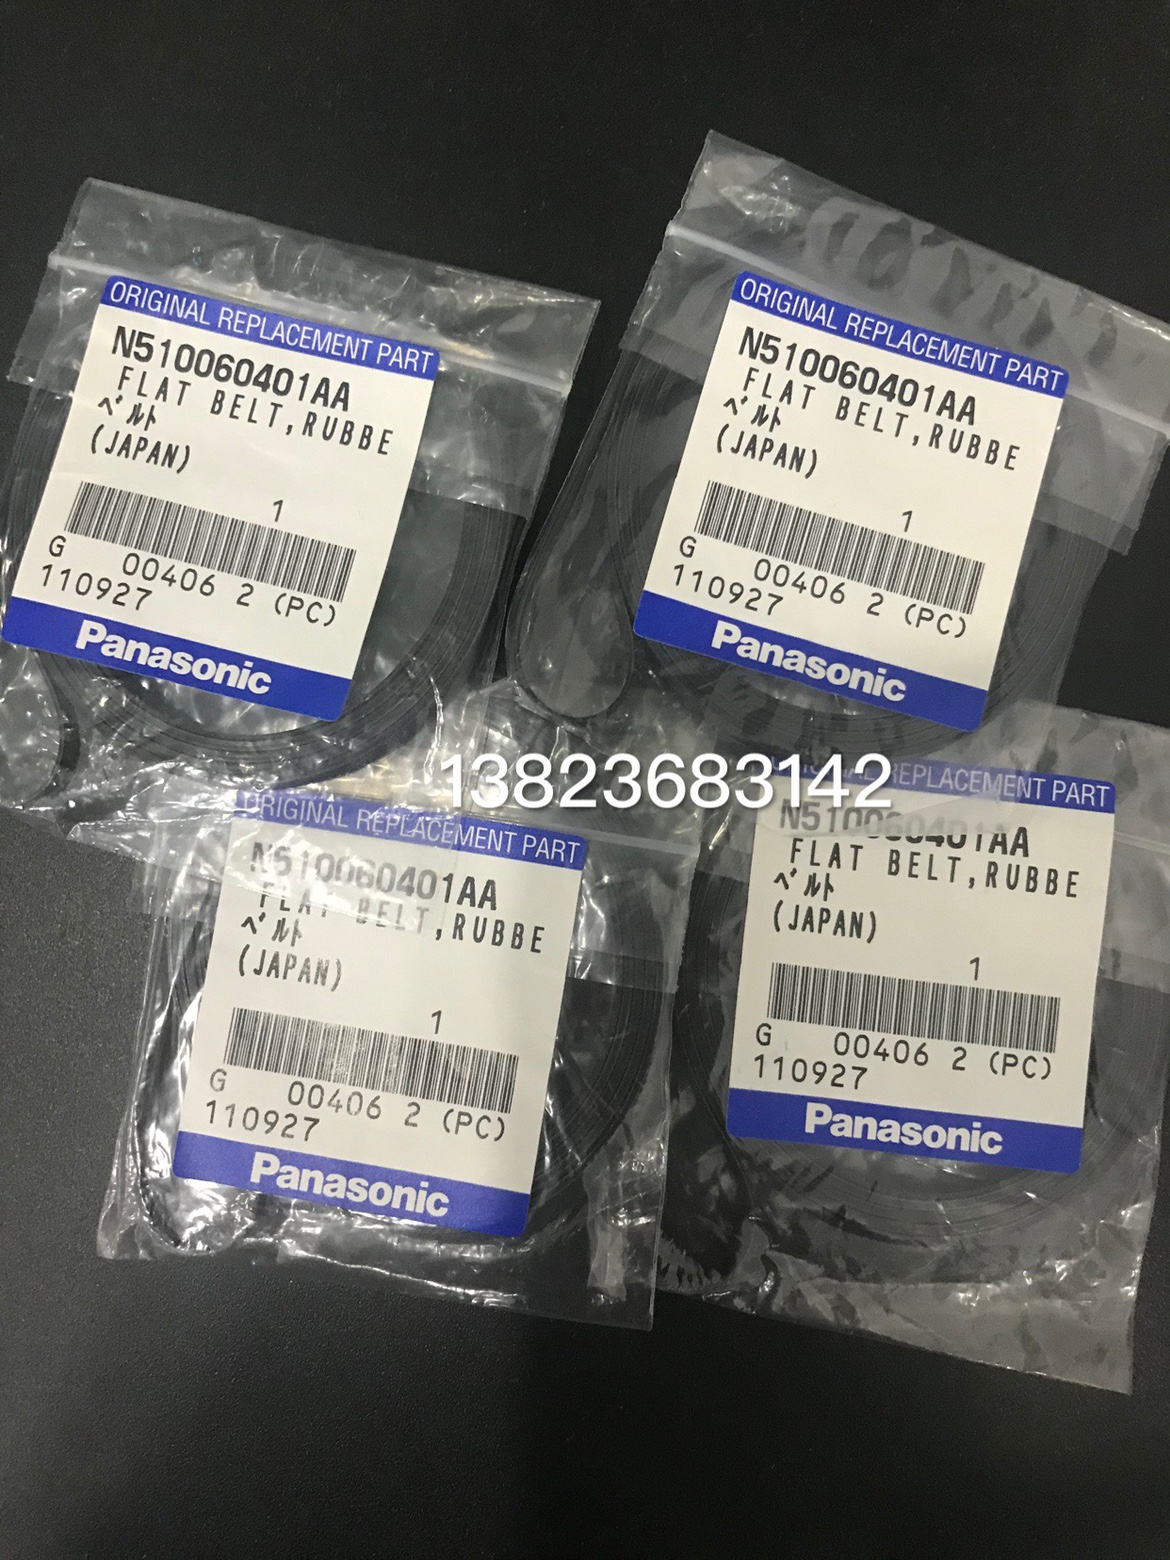 ORIGINAL REPLACEMENT PART
N510060401AA
FLAT BELT,RUBBE
ベルト
(JAPAN)
1
G 00406 2 (PC)
110927
Panasonic
ORIGINAL REPLACEMENT PART
N510060401AA
FLAT BELT,RUBBE
ベルト
(JAPAN)
1
G 00406 2 (PC)
110927
Panasonic
13823683142
ORIGINAL REPLACEMENT PART
N510060401AA
FLAT BELT,RUBBE
ベルト
(JAPAN)
1
G 00406 2 (PC)
110927
Panasonic
ORIGINAL REPLACEMENT PART
N510060401AA
FLAT BELT,RUBBE
ベルト
(JAPAN)
1
G 00406 2 (PC)
110927
Panasonic